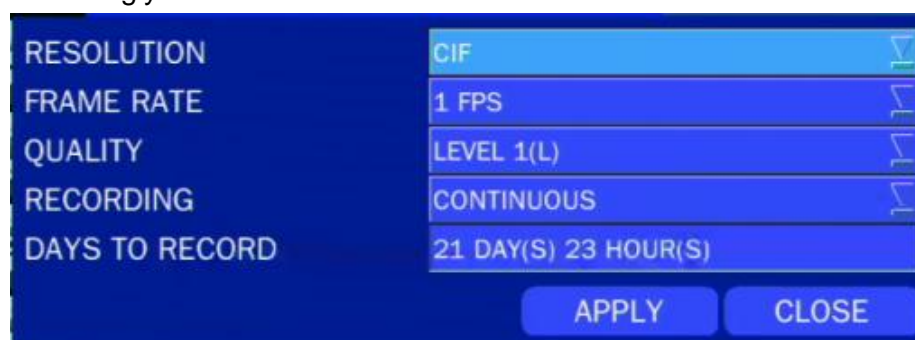 RESOLUTION CIF
FRAME RATE 1 FPS
QUALITY LEVEL 1(L)
RECORDING CONTINUOUS
DAYS TO RECORD 21 DAY(S) 23 HOUR(S)
APPLY CLOSE